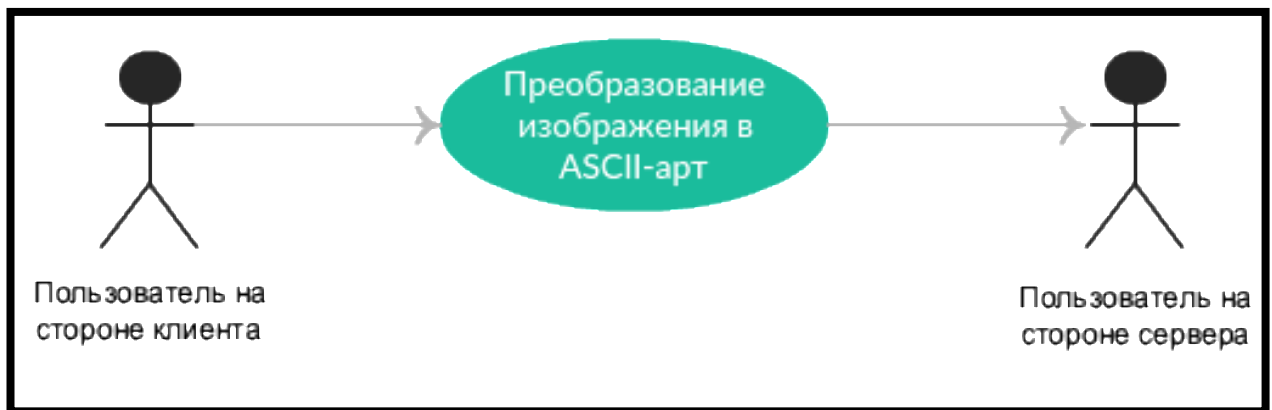 Преобразование
изображения в
ASCII-арт
Пользователь на
стороне клиента
Пользователь на
стороне сервера